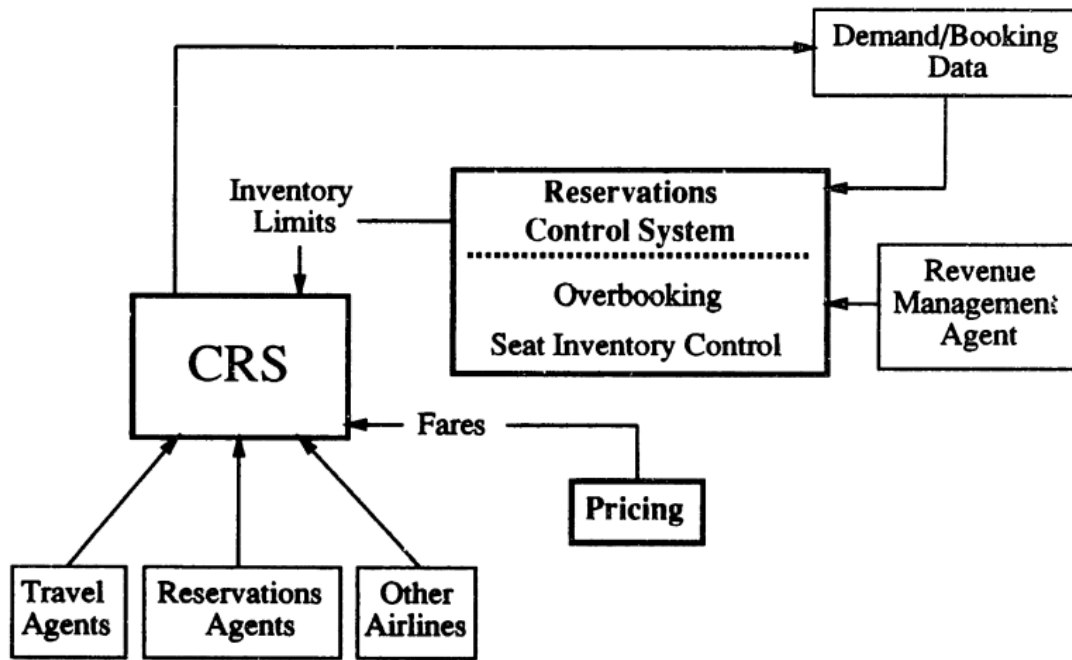 Demand/Booking
Data
Inventory
Limits
Reservations
Control System
Overbooking
Seat Inventory Control
Revenue
Management
Agent
CRS
Fares
Pricing
Travel
Agents
Reservations
Agents
Other
Airlines